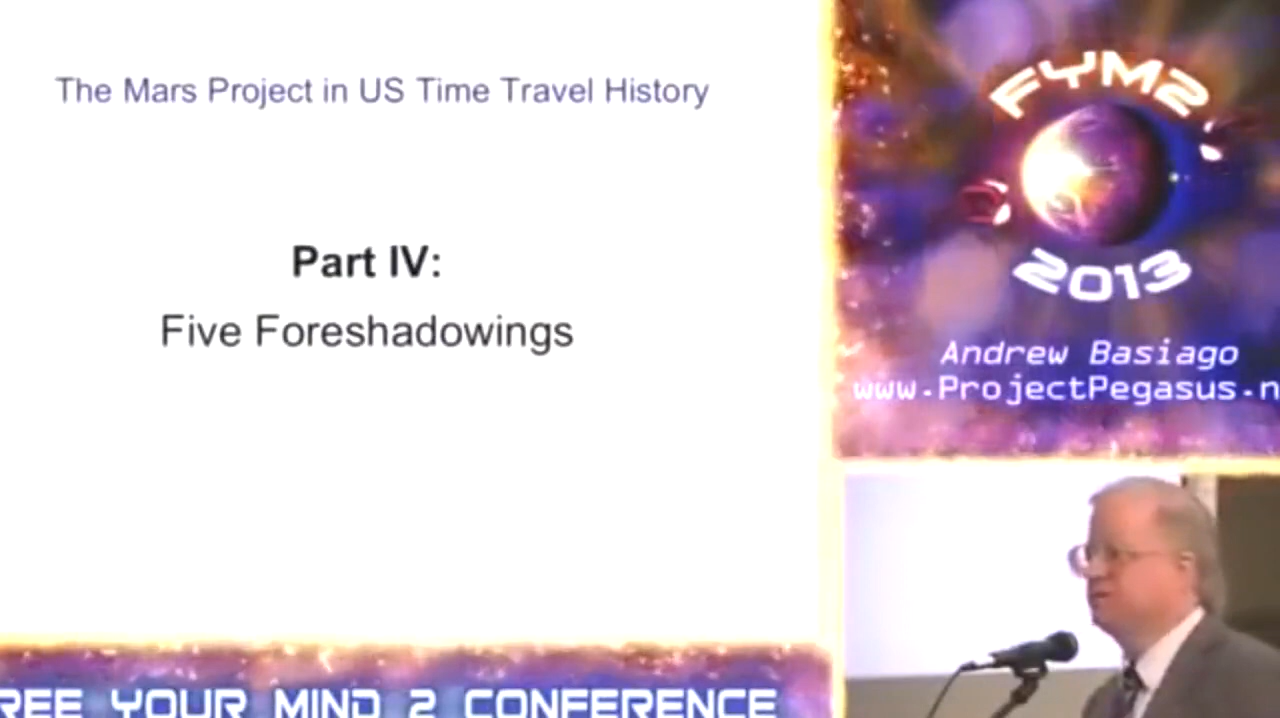 The Mars Project in US Time Travel History
Part IV:
Five Foreshadowings
FYM2
2013
Andrew Basiago
www.ProjectPegasus.n
REE YOUR MIND 2 CONFERENCE